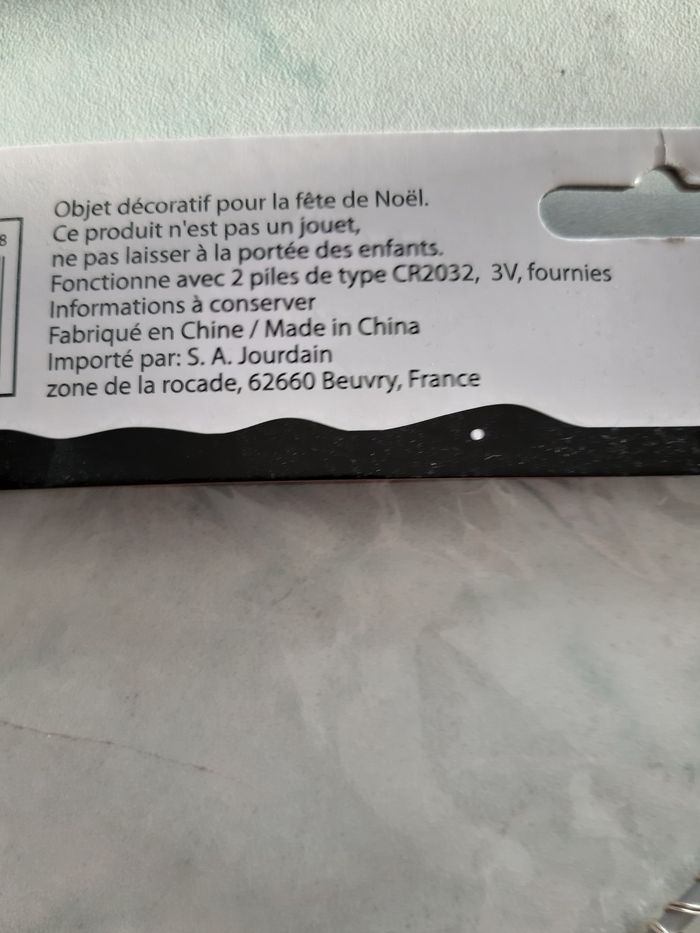 Objet décoratif pour la fête de Noël.
Ce produit n'est pas un jouet,
ne pas laisser à la portée des enfants.
Fonctionne avec 2 piles de type CR2032, 3V, fournies
Informations à conserver
Fabriqué en Chine / Made in China
Importé par: S. A. Jourdain
zone de la rocade, 62660 Beuvry, France
8